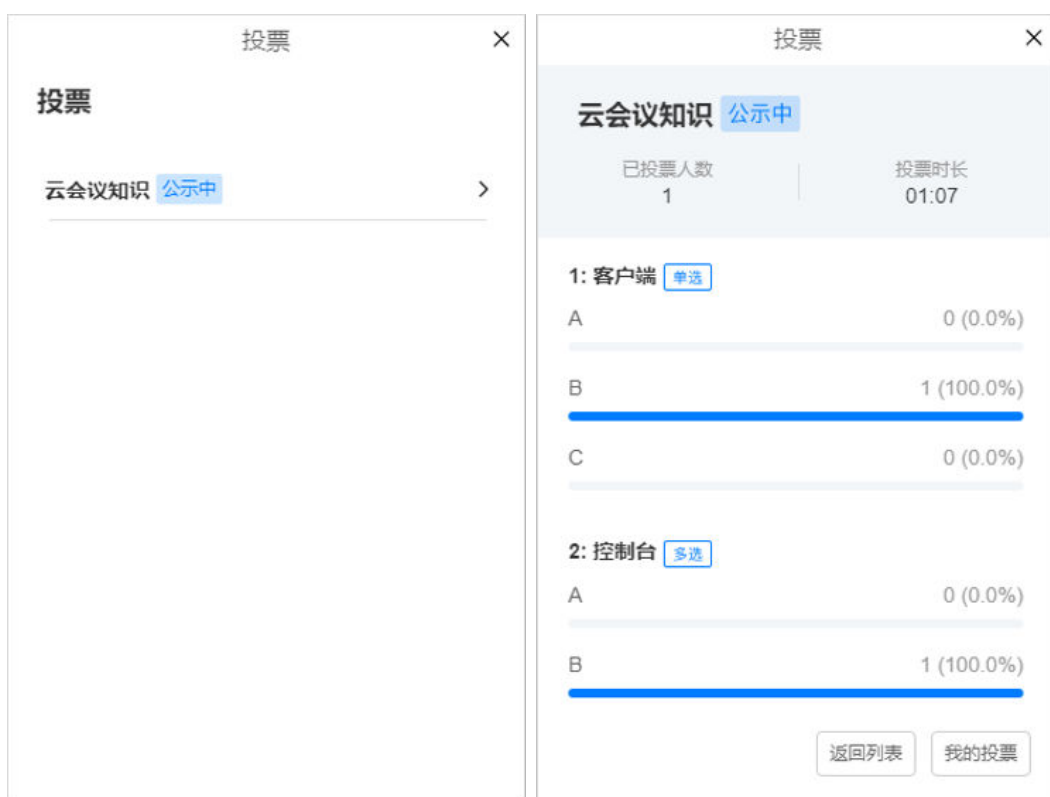 投票
投票
云会议知识 公示中
投票
云会议知识 公示中
已投票人数 投票时长
1 01:07
1: 客户端 单选
A 0 (0.0%)
B 1 (100.0%)
C 0 (0.0%)
2: 控制台 多选
A 0 (0.0%)
B 1 (100.0%)
返回列表 我的投票